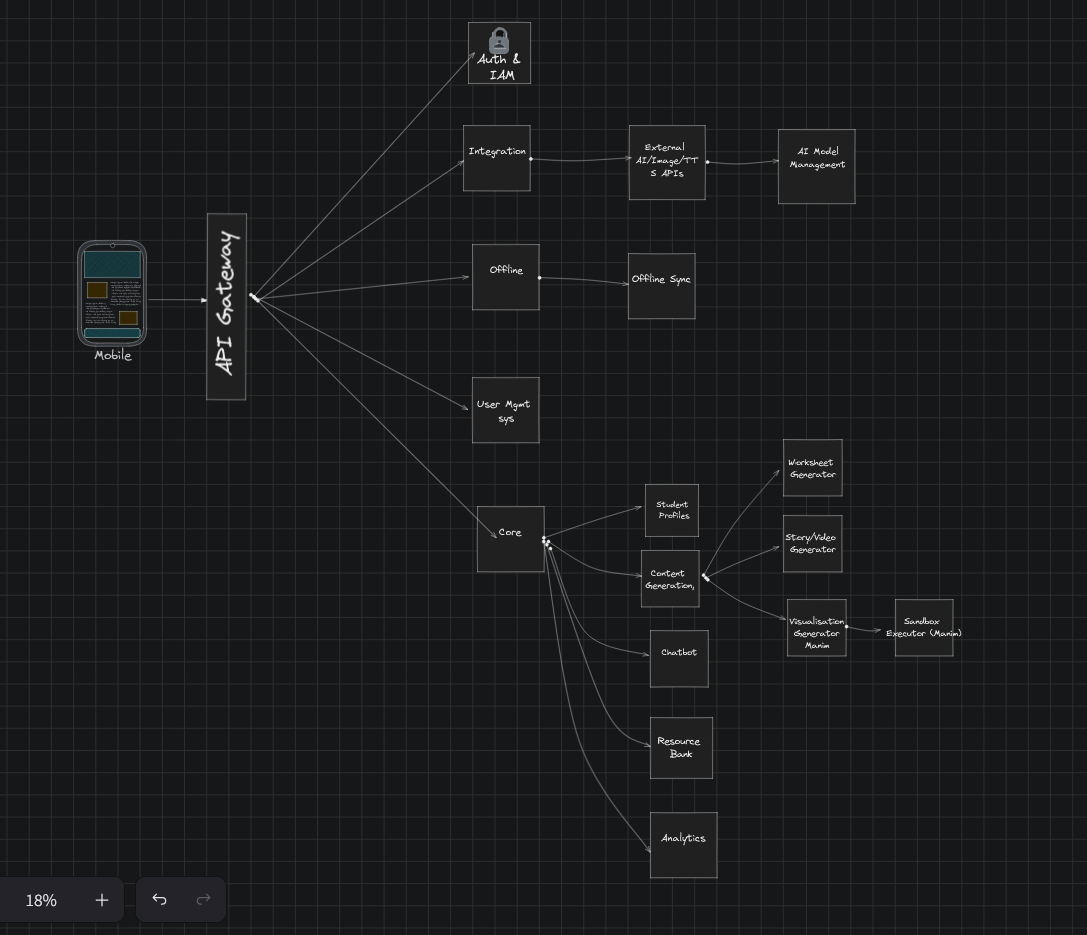 Auth &
IAM
Integration
External
AI/Image/TT
S APIs
AI Model
Management
API Gateway
Offline
Offline Sync
Mobile
User Mgmt
sys
Core
Student
Profiles
Content
Generation,
Worksheet
Generator
Story/Video
Generator
Visualisation
Generator
Manim
Sandbox
Executor (Manim)
Chatbot
Resource
Bank
Analytics
18%